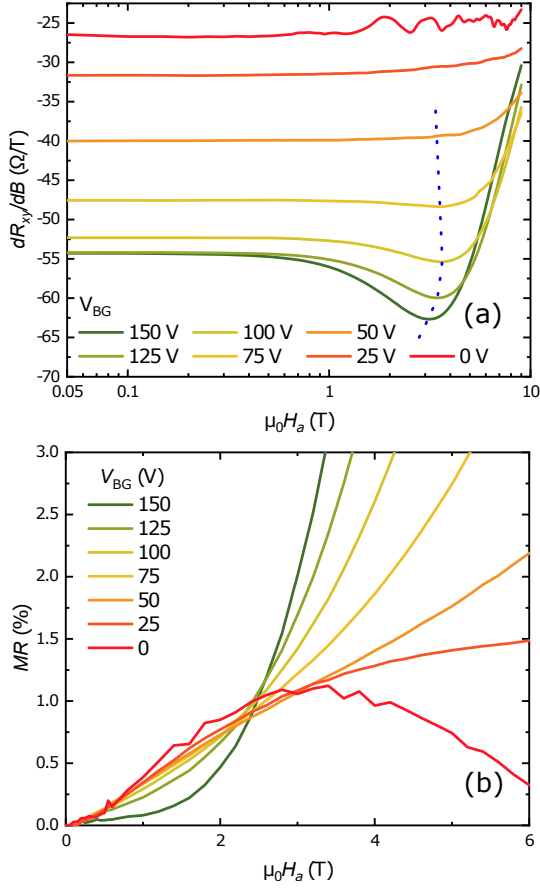 -25
-30
-35
-40
-45
-50
-55
-60
-65
-70
dR_xy/dB (Ω/T)
V_BG
150 V 100 V 50 V 0 V
125 V 75 V 25 V
(a)
0.05 0.1 1 10
μ₀H_a (T)
3.0
2.5
2.0
1.5
1.0
0.5
0.0
MR (%)
V_BG (V)
150
125
100
75
50
25
0
(b)
0 2 4 6
μ₀H_a (T)